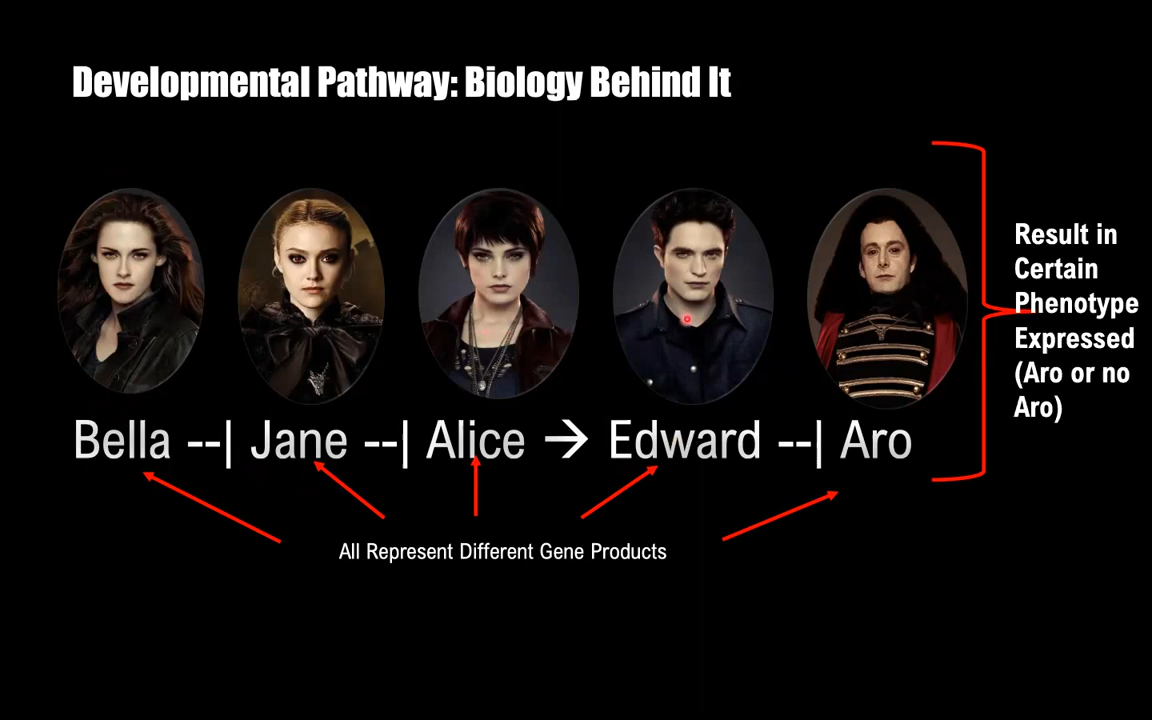 Developmental Pathway: Biology Behind It
Bella --| Jane --| Alice → Edward --| Aro
All Represent Different Gene Products
Result in
Certain
Phenotype
Expressed
(Aro or no
Aro)